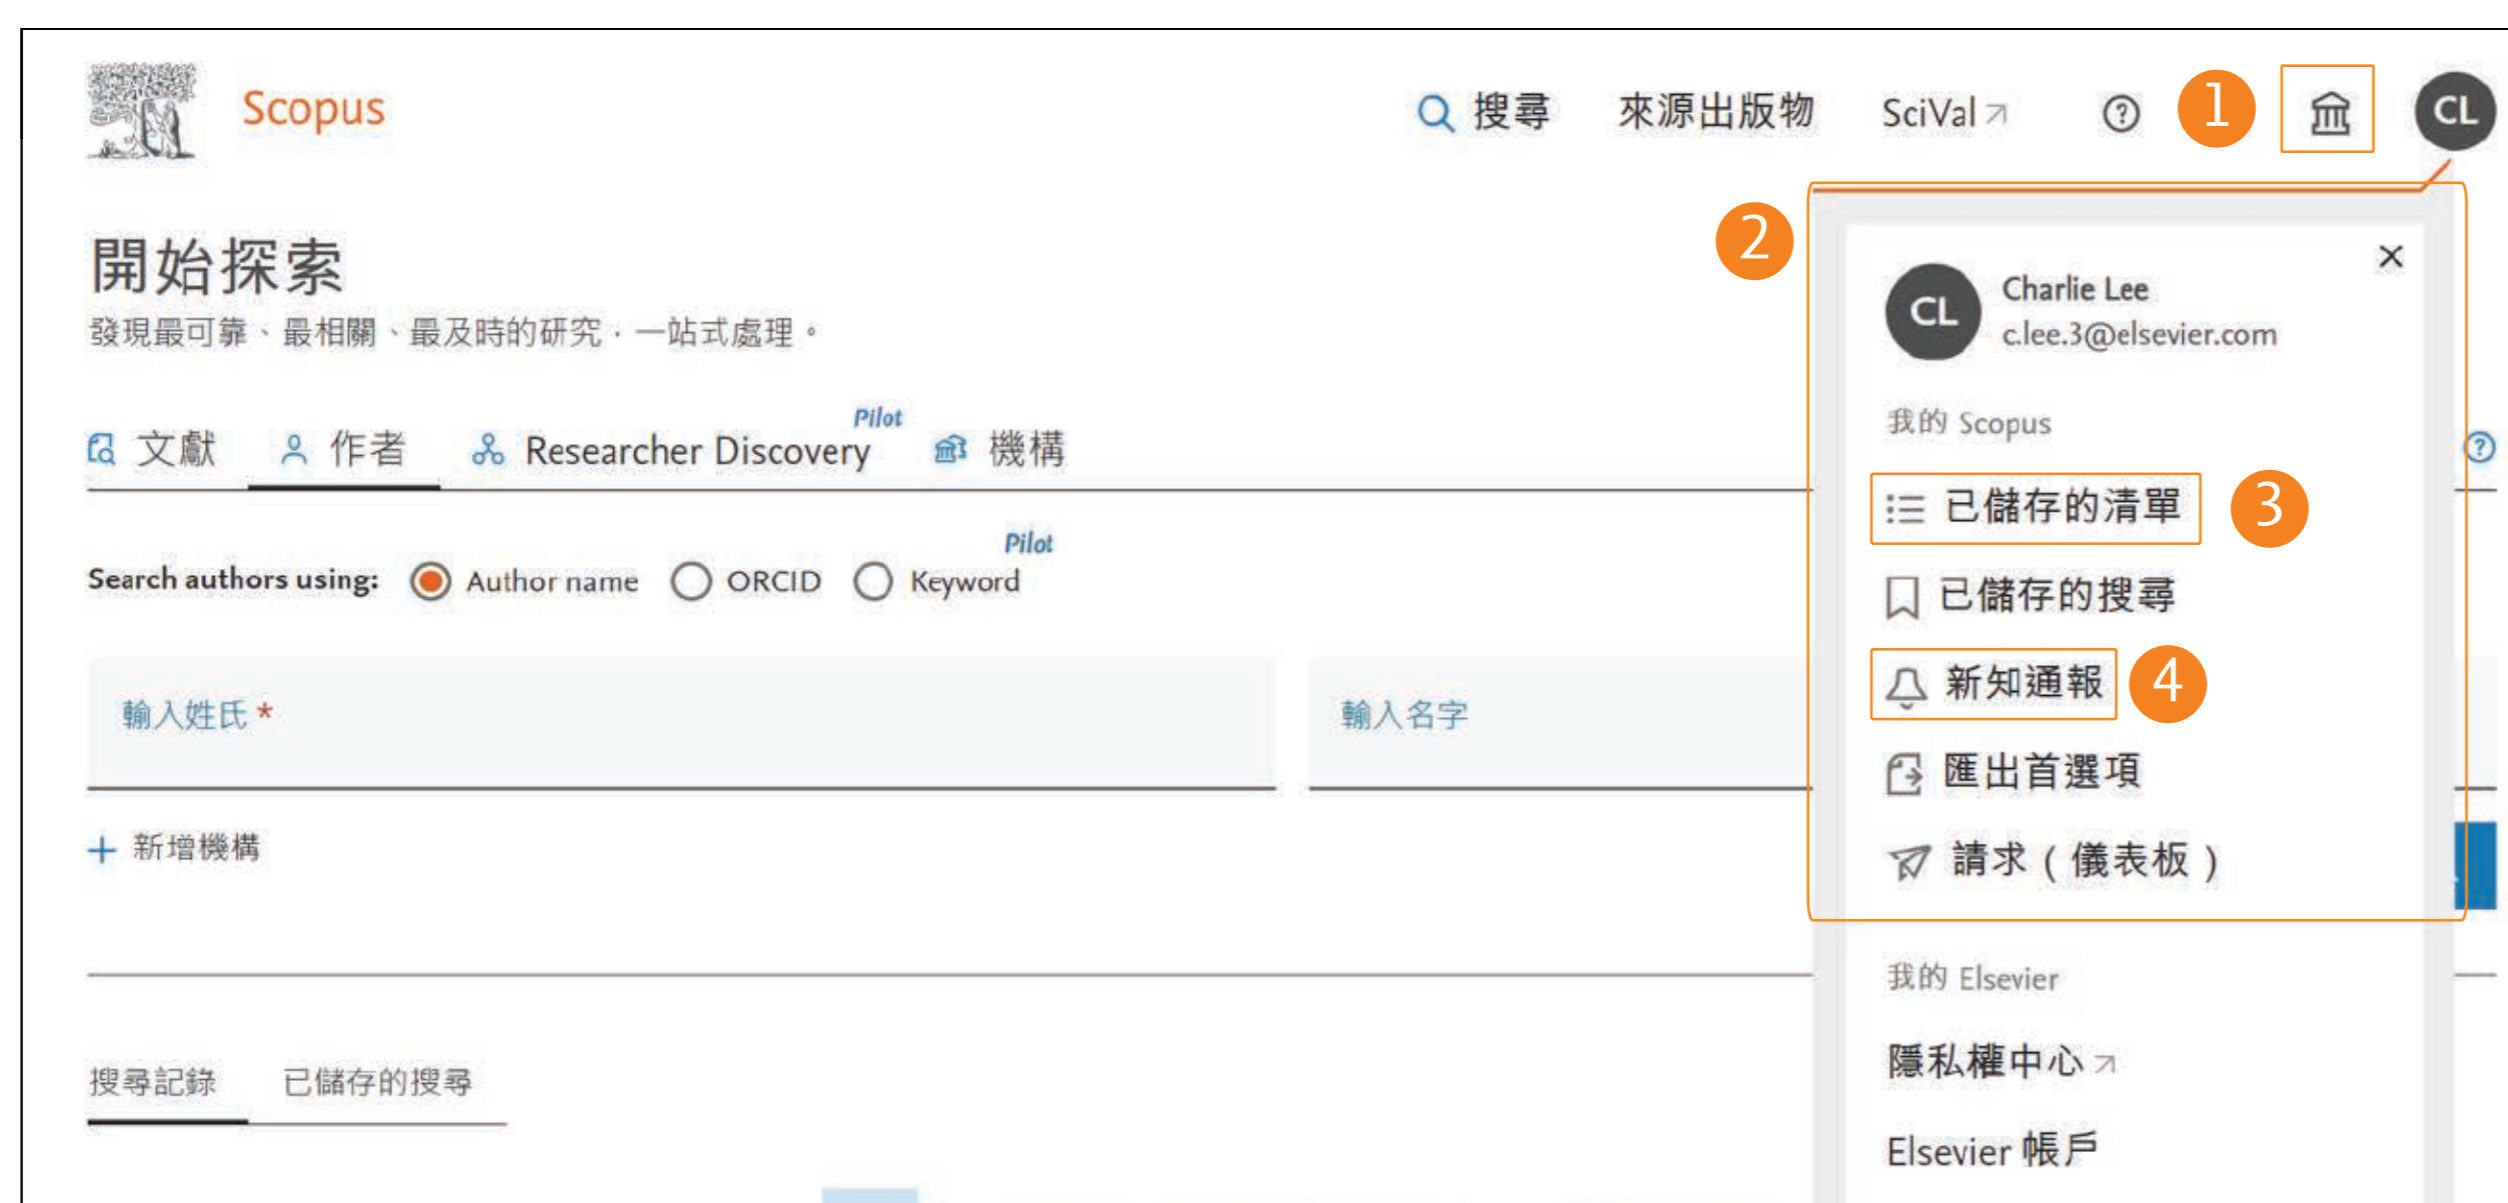 Scopus
搜尋 來源出版物 SciVal 1 CL
開始探索
發現最可靠、最相關、最及時的研究，一站式處理。
文獻 作者 Researcher Discovery Pilot 機構
Search authors using: Author name ORCID Keyword Pilot
輸入姓氏 * 輸入名字
+ 新增機構
搜尋記錄 已儲存的搜尋
2
CL Charlie Lee
c.lee.3@elsevier.com
我的 Scopus
已儲存的清單 3
已儲存的搜尋
新知通報 4
匯出首選項
請求（儀表板）
我的 Elsevier
隱私權中心
Elsevier 帳戶